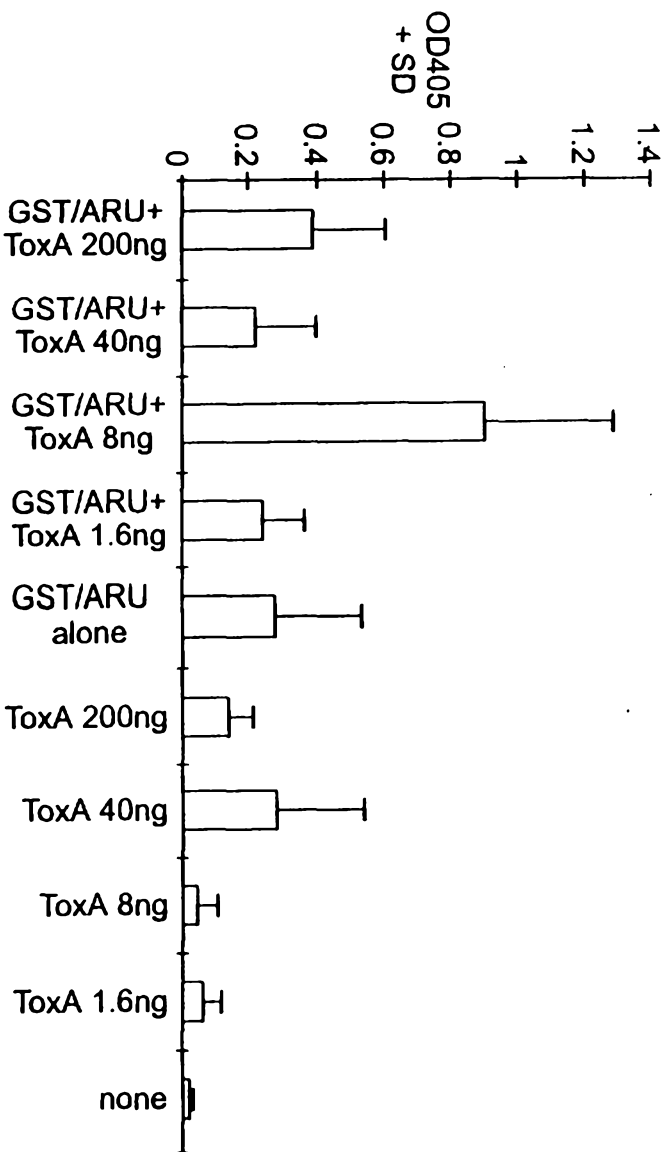 OD405
+ SD
0
0.2
0.4
0.6
0.8
1
1.2
1.4
GST/ARU+
ToxA 200ng
GST/ARU+
ToxA 40ng
GST/ARU+
ToxA 8ng
GST/ARU+
ToxA 1.6ng
GST/ARU
alone
ToxA 200ng
ToxA 40ng
ToxA 8ng
ToxA 1.6ng
none